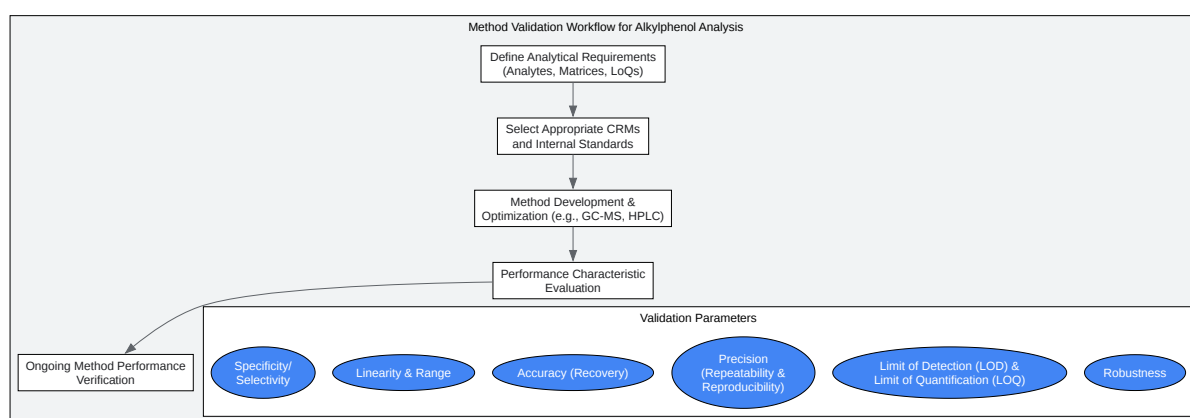 Method Validation Workflow for Alkylphenol Analysis
Define Analytical Requirements
(Analytes, Matrices, LoQs)
Select Appropriate CRMs
and Internal Standards
Method Development &
Optimization (e.g., GC-MS, HPLC)
Performance Characteristic
Evaluation
Ongoing Method Performance
Verification
Validation Parameters
Specificity/
Selectivity
Linearity & Range
Accuracy (Recovery)
Precision
(Repeatability &
Reproducibility)
Limit of Detection (LOD) &
Limit of Quantification (LOQ)
Robustness